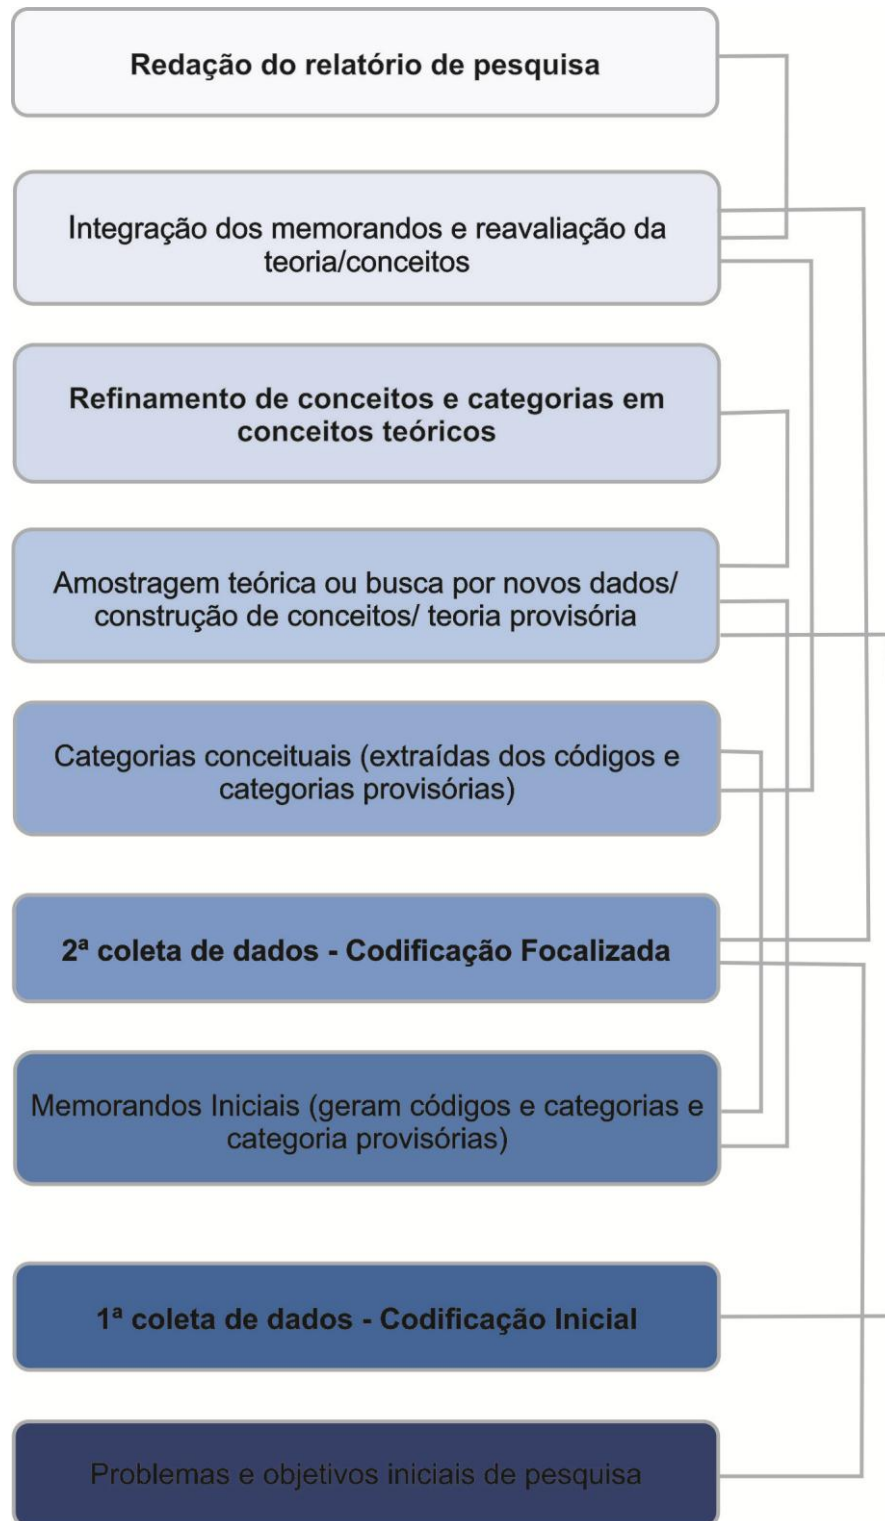 Redação do relatório de pesquisa
Integração dos memorandos e reavaliação da
teoria/conceitos
Refinamento de conceitos e categorias em
conceitos teóricos
Amostragem teórica ou busca por novos dados/
construção de conceitos/ teoria provisória
Categorias conceituais (extraídas dos códigos e
categorias provisórias)
2ª coleta de dados - Codificação Focalizada
Memorandos Iniciais (geram códigos e categorias e
categoria provisórias)
1ª coleta de dados - Codificação Inicial
Problemas e objetivos iniciais de pesquisa